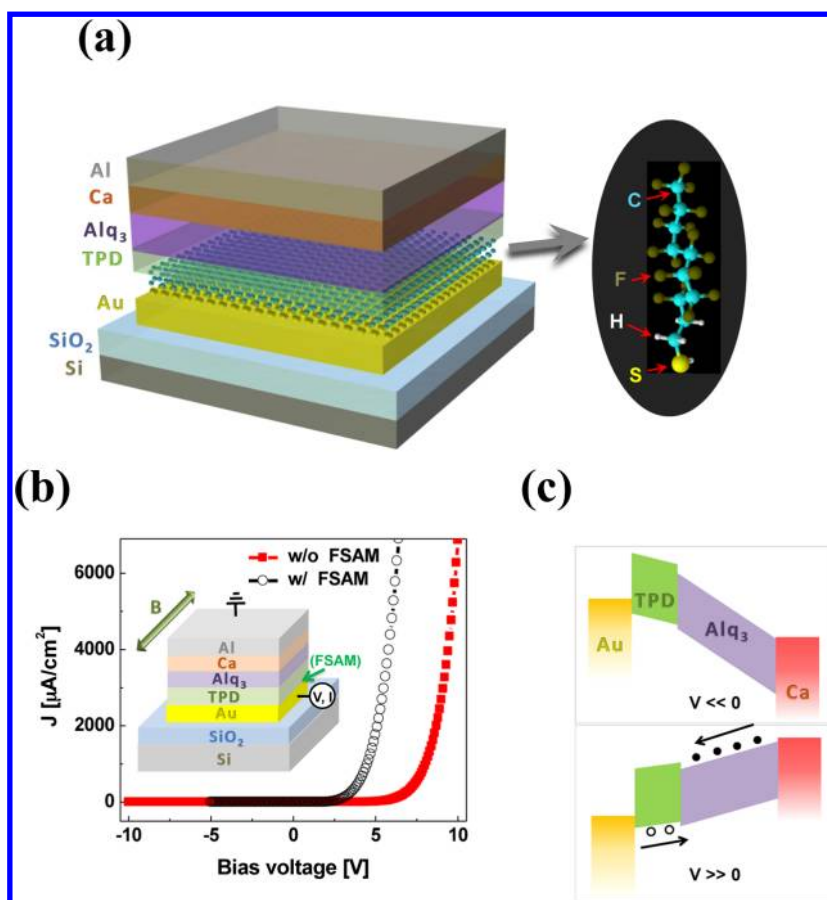 (a)
Al
Ca
Alq₃
TPD
Au
SiO₂
Si
C
F
H
S
(b)
J [µA/cm²]
6000
4000
2000
0
w/o FSAM
w/ FSAM
B
Al
Ca
Alq₃
TPD
Au
SiO₂
Si
(FSAM)
V, I
-10 -5 0 5 10
Bias voltage [V]
(c)
TPD
Au
Alq₃
Ca
V << 0
V >> 0